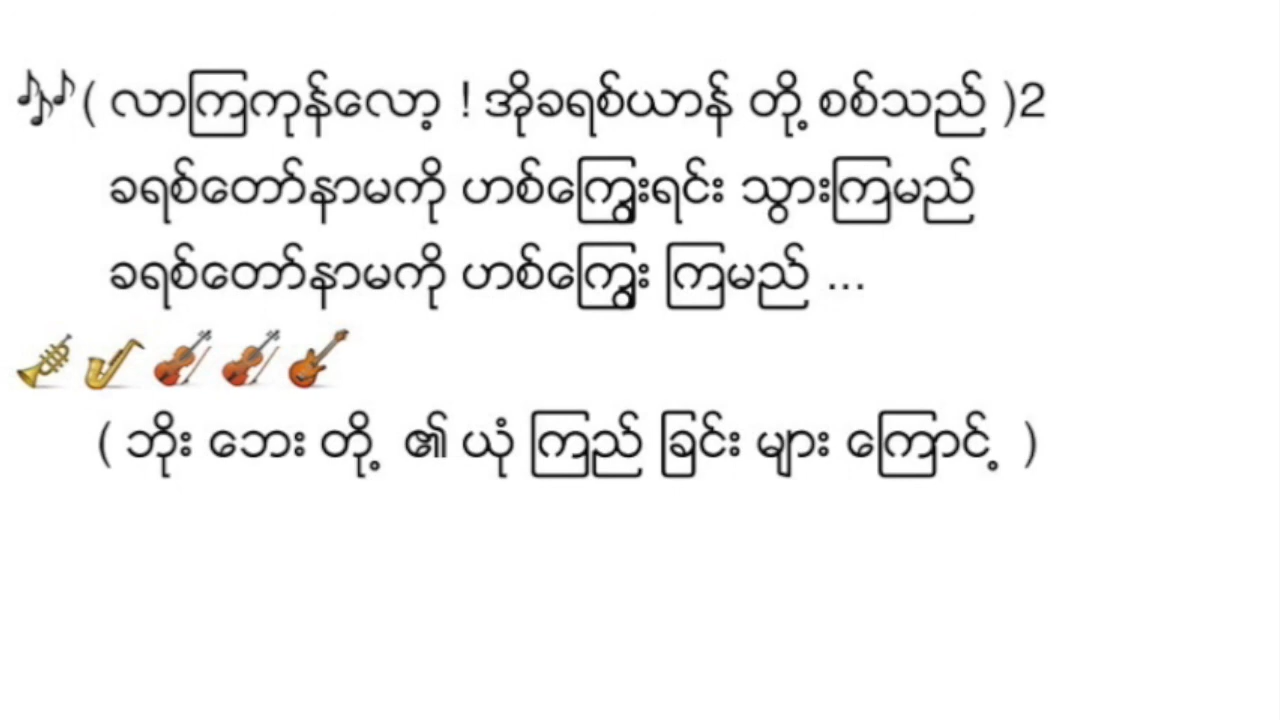 🎶( လာကြကုန်လော့ ! အိုခရစ်ယာန် တို့ စစ်သည် )2
ခရစ်တော်နာမကို ဟစ်ကြွေးရင်း သွားကြမည်
ခရစ်တော်နာမကို ဟစ်ကြွေး ကြမည် ...
🎺🎷🎻🎻🎸
( ဘိုး ဘေး တို့ ၏ ယုံ ကြည် ခြင်း များ ကြောင့် )